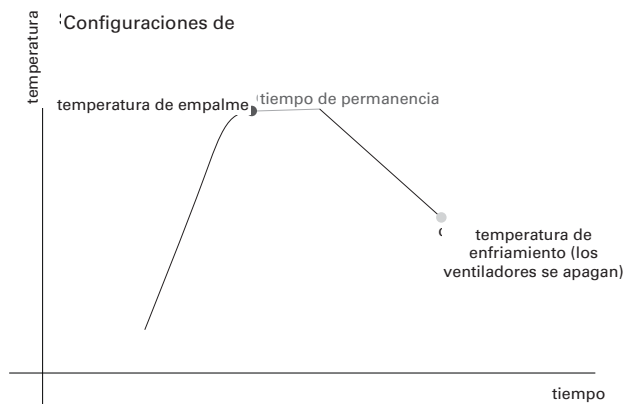 Configuraciones de
temperatura
temperatura de empalme
tiempo de permanencia
temperatura de
enfriamiento (los
ventiladores se apagan)
tiempo